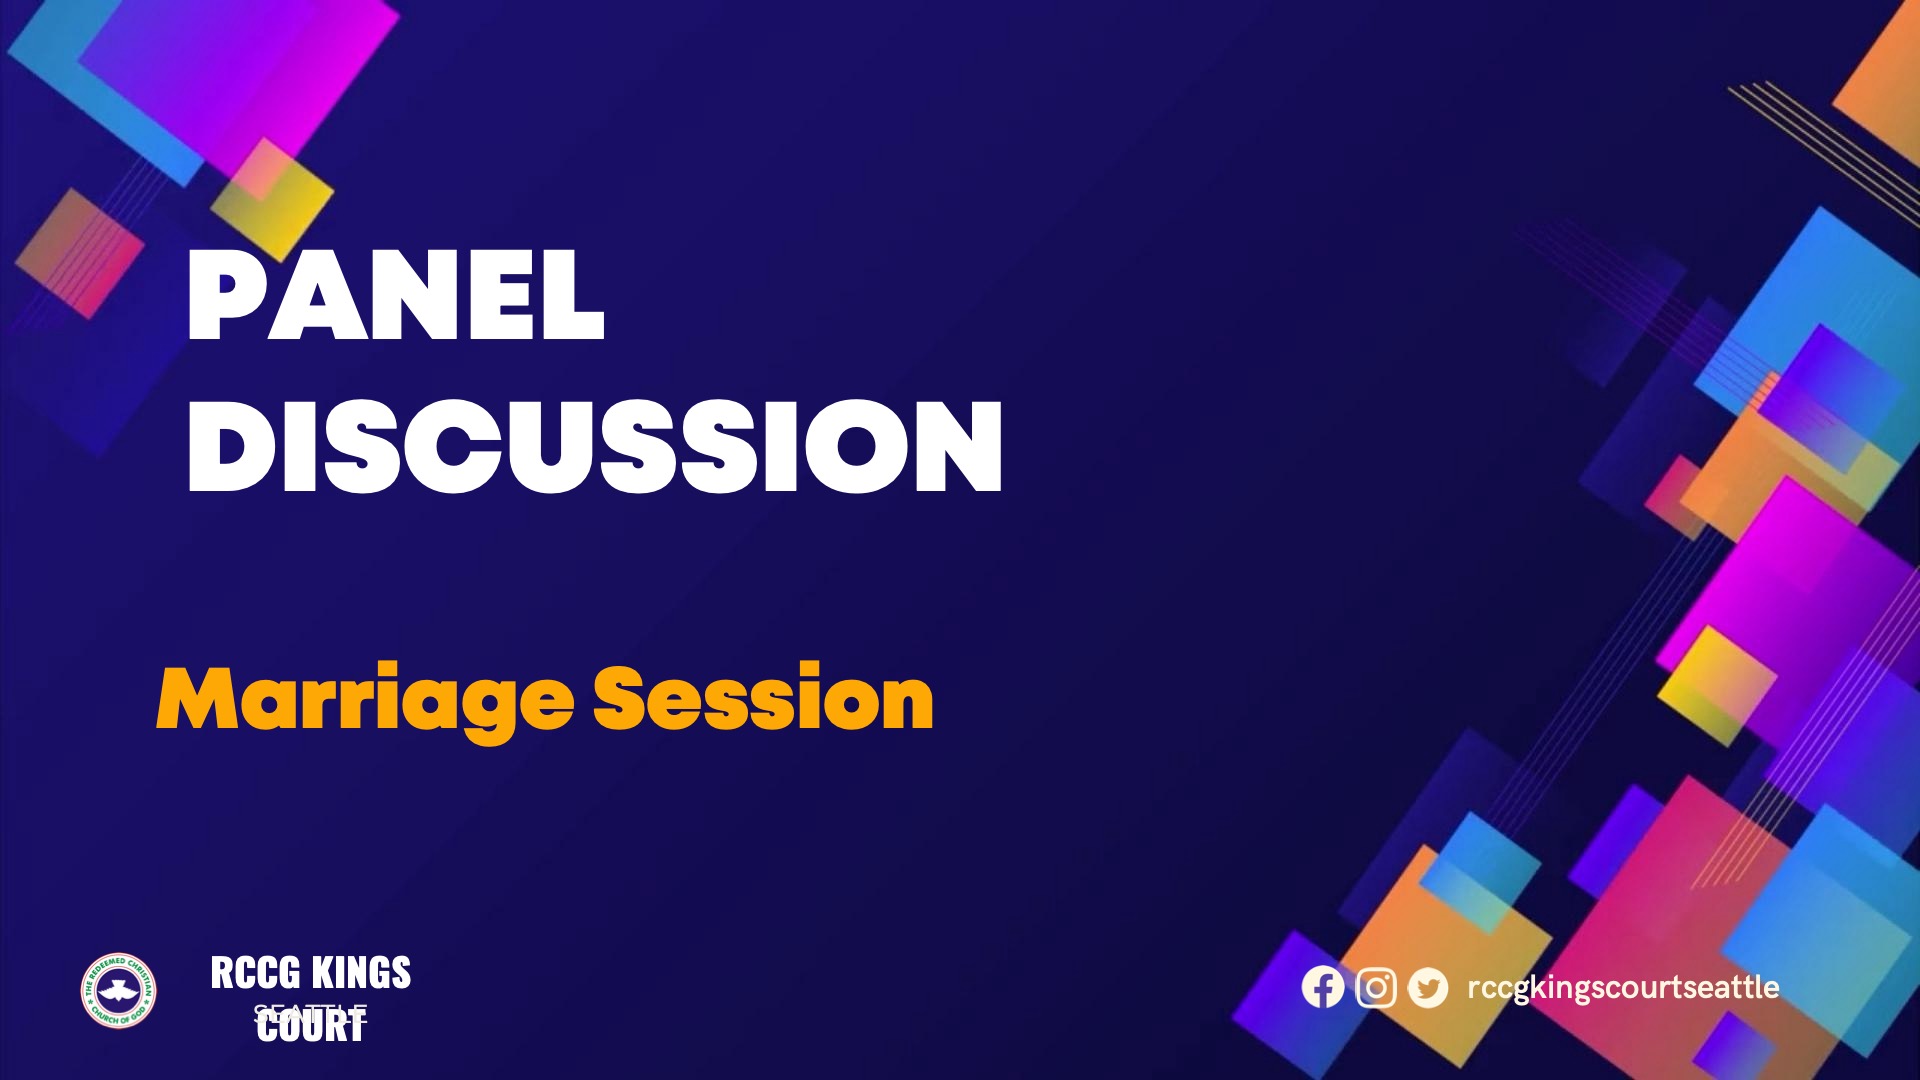 PANEL
DISCUSSION
Marriage Session
THE REDEEMED CHRISTIAN
CHURCH OF GOD
RCCG KINGS
SEATTLE
COURT
rccgkingscourtseattle